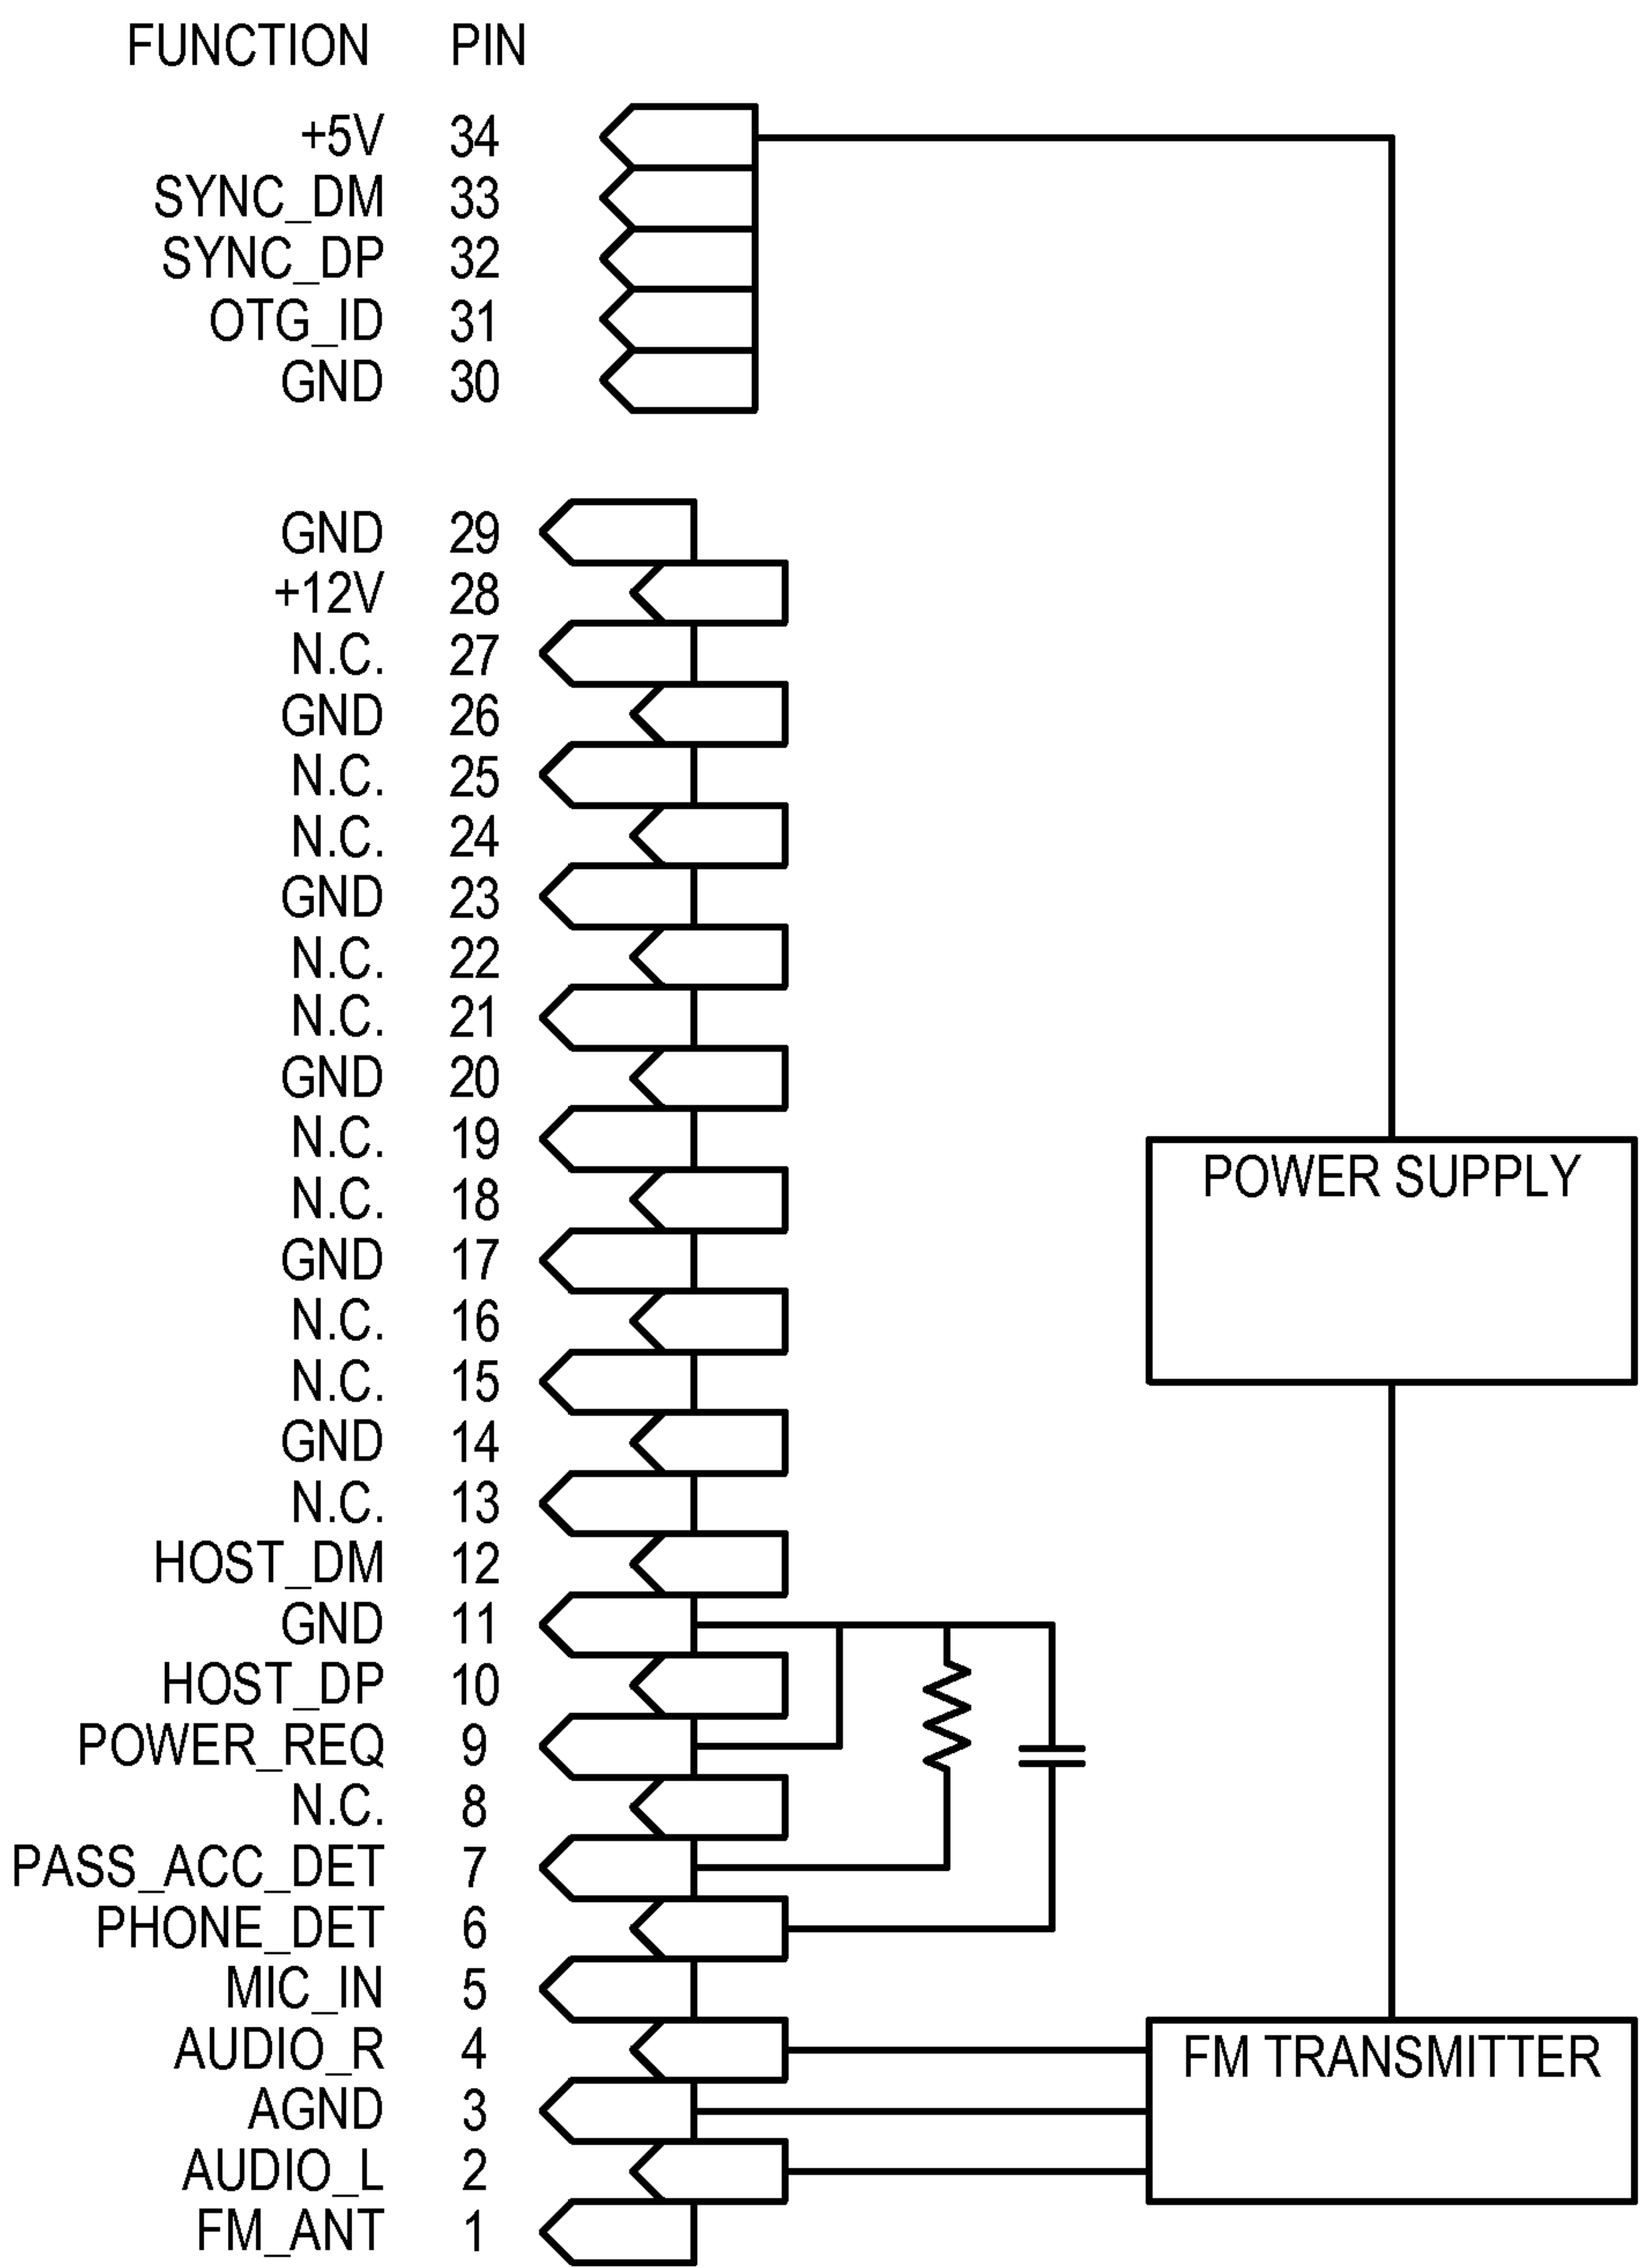 FUNCTION PIN
+5V 34
SYNC_DM 33
SYNC_DP 32
OTG_ID 31
GND 30
GND 29
+12V 28
N.C. 27
GND 26
N.C. 25
N.C. 24
GND 23
N.C. 22
N.C. 21
GND 20
N.C. 19
POWER SUPPLY
N.C. 18
GND 17
N.C. 16
N.C. 15
GND 14
N.C. 13
HOST_DM 12
GND 11
HOST_DP 10
POWER_REQ 9
N.C. 8
PASS_ACC_DET 7
PHONE_DET 6
MIC_IN 5
AUDIO_R 4 FM TRANSMITTER
AGND 3
AUDIO_L 2
FM_ANT 1